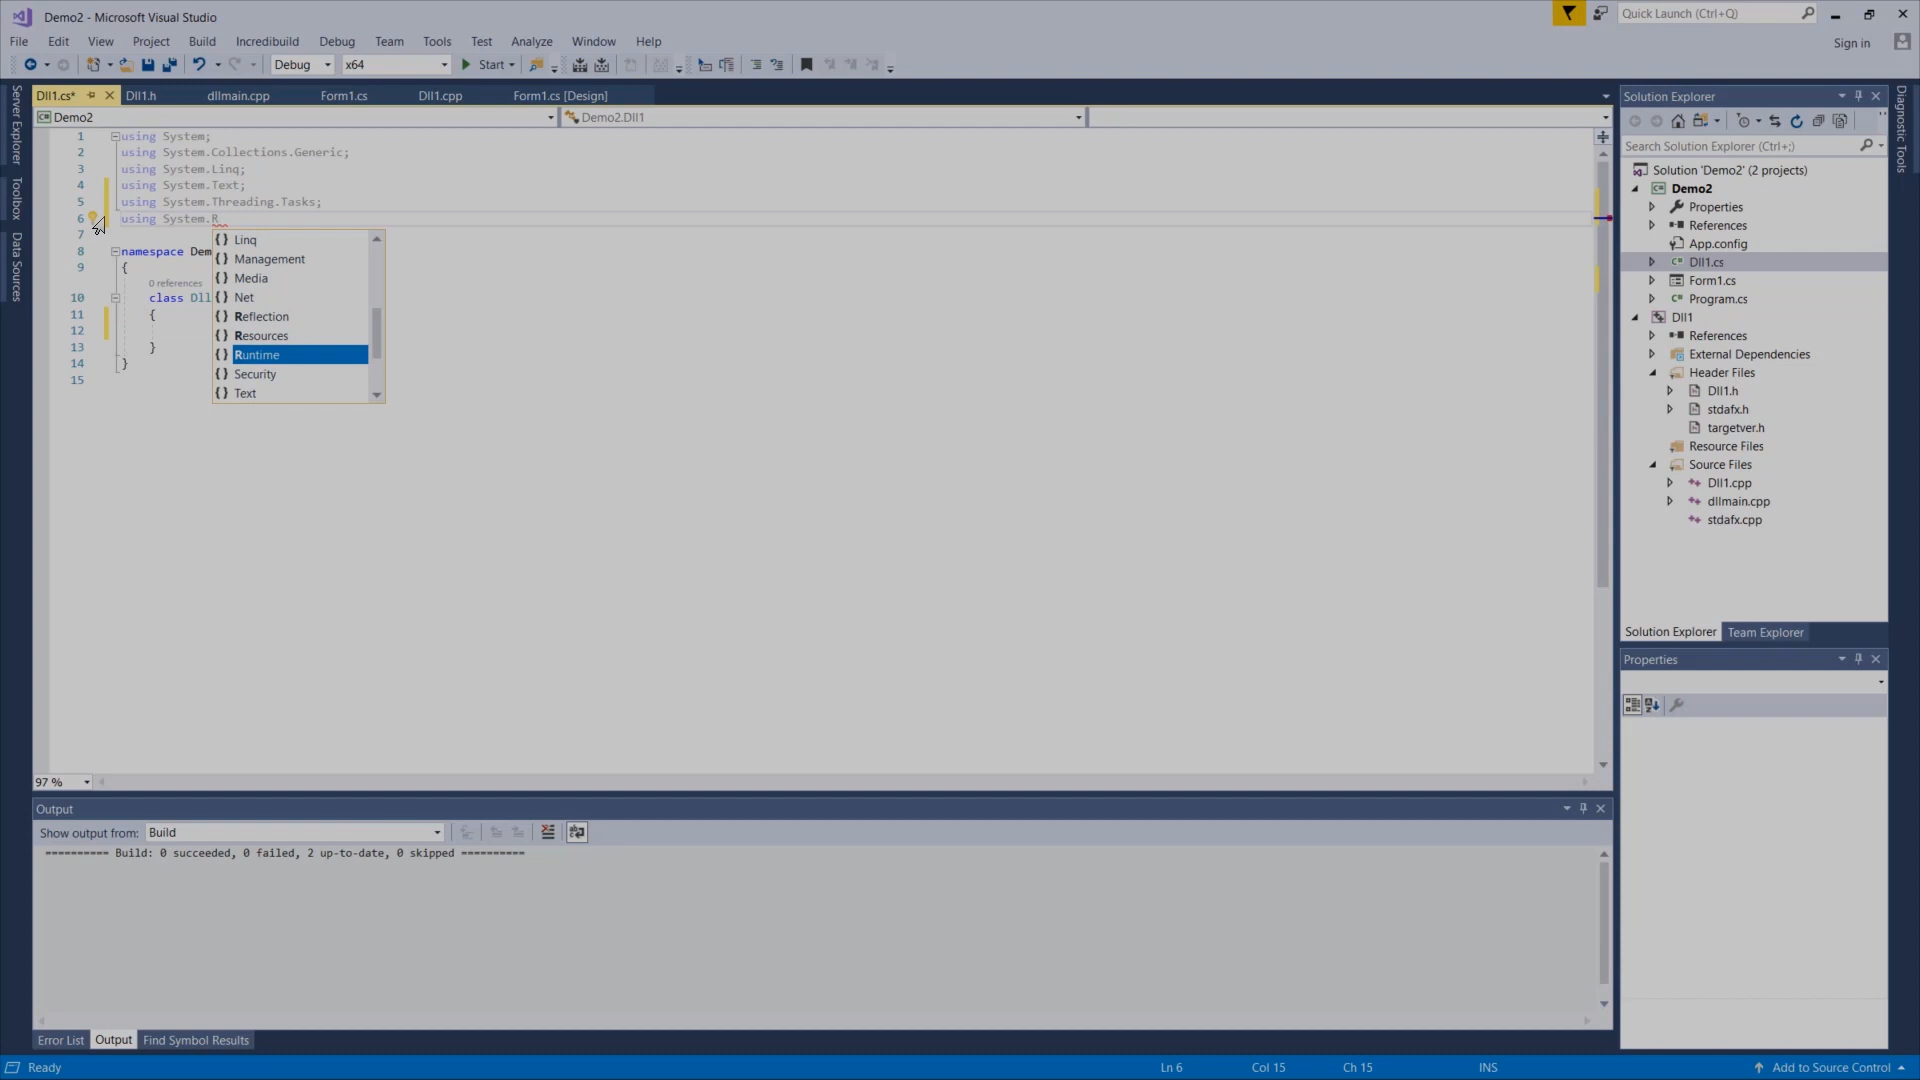 Demo2 - Microsoft Visual Studio
Quick Launch (Ctrl+Q)
File Edit View Project Build Incredibuild Debug Team Tools Test Analyze Window Help
Sign in
Debug x64 Start
Dll1.cs* Dll1.h dllmain.cpp Form1.cs Dll1.cpp Form1.cs [Design]
Demo2 Demo2.Dll1
Server Explorer
Toolbox
Data Sources
1 using System;
2 using System.Collections.Generic;
3 using System.Linq;
4 using System.Text;
5 using System.Threading.Tasks;
6 using System.R
7
8 namespace Dem
9 {
0 references
10 class Dll
11 {
12
13 }
14 }
15
Linq
Management
Media
Net
Reflection
Resources
Runtime
Security
Text
97 %
Output
Show output from: Build
========== Build: 0 succeeded, 0 failed, 2 up-to-date, 0 skipped ==========
Error List Output Find Symbol Results
Solution Explorer
Search Solution Explorer (Ctrl+;)
Solution 'Demo2' (2 projects)
Demo2
Properties
References
App.config
Dll1.cs
Form1.cs
Program.cs
Dll1
References
External Dependencies
Header Files
Dll1.h
stdafx.h
targetver.h
Resource Files
Source Files
Dll1.cpp
dllmain.cpp
stdafx.cpp
Solution Explorer Team Explorer
Properties
Diagnostic Tools
Ready Ln 6 Col 15 Ch 15 INS Add to Source Control